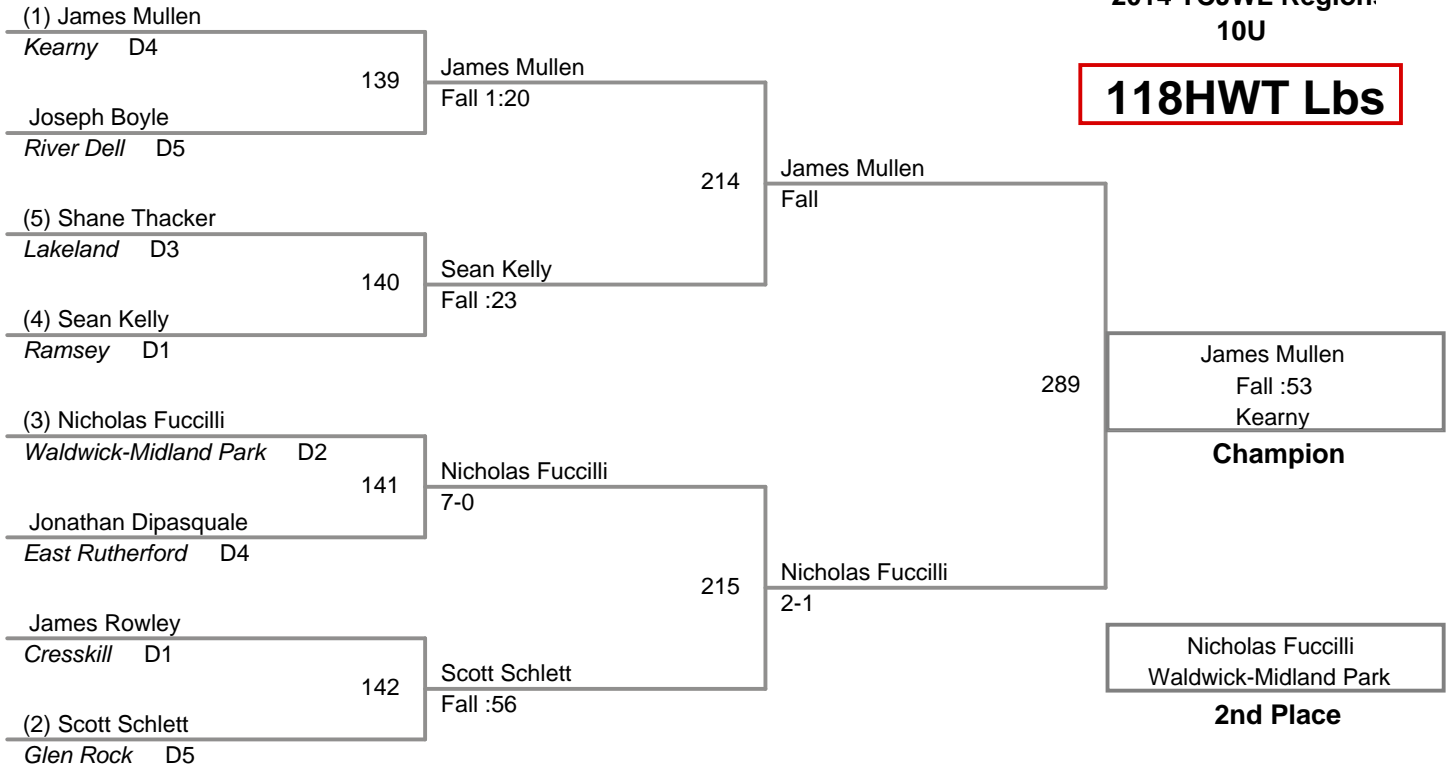 2014 TCJWL
10U
118HWT Lbs
(1) James Mullen
Kearny D4
139
Joseph Boyle
River Dell D5
James Mullen
Fall 1:20
214
James Mullen
Fall
(5) Shane Thacker
Lakeland D3
140
(4) Sean Kelly
Ramsey D1
Sean Kelly
Fall :23
289
James Mullen
Fall :53
Kearny
Champion
(3) Nicholas Fuccilli
Waldwick-Midland Park D2
141
Jonathan Dipasquale
East Rutherford D4
Nicholas Fuccilli
7-0
215
Nicholas Fuccilli
2-1
James Rowley
Cresskill D1
142
(2) Scott Schlett
Glen Rock D5
Scott Schlett
Fall :56
Nicholas Fuccilli
Waldwick-Midland Park
2nd Place